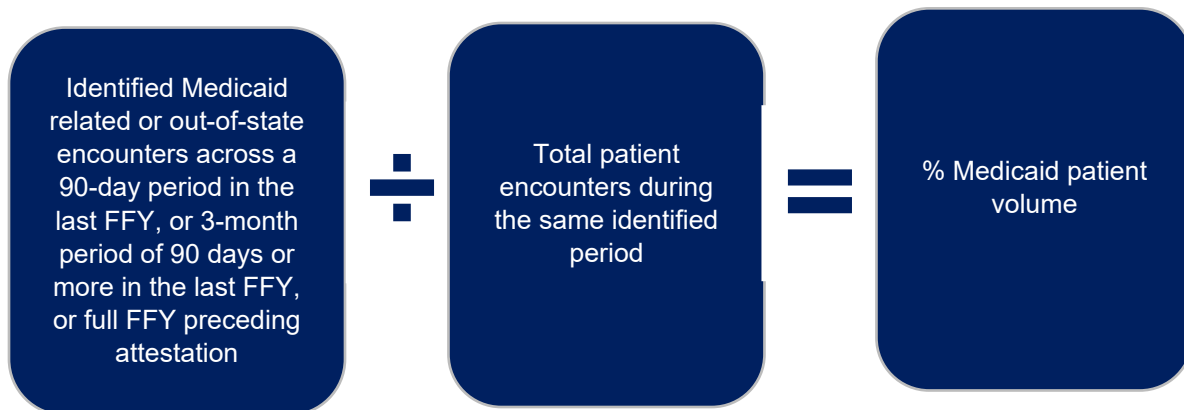 Identified Medicaid
related or out-of-state
encounters across a
90-day period in the
last FFY, or 3-month
period of 90 days or
more in the last FFY,
or full FFY preceding
attestation
÷
Total patient
encounters during
the same identified
period
=
% Medicaid patient
volume